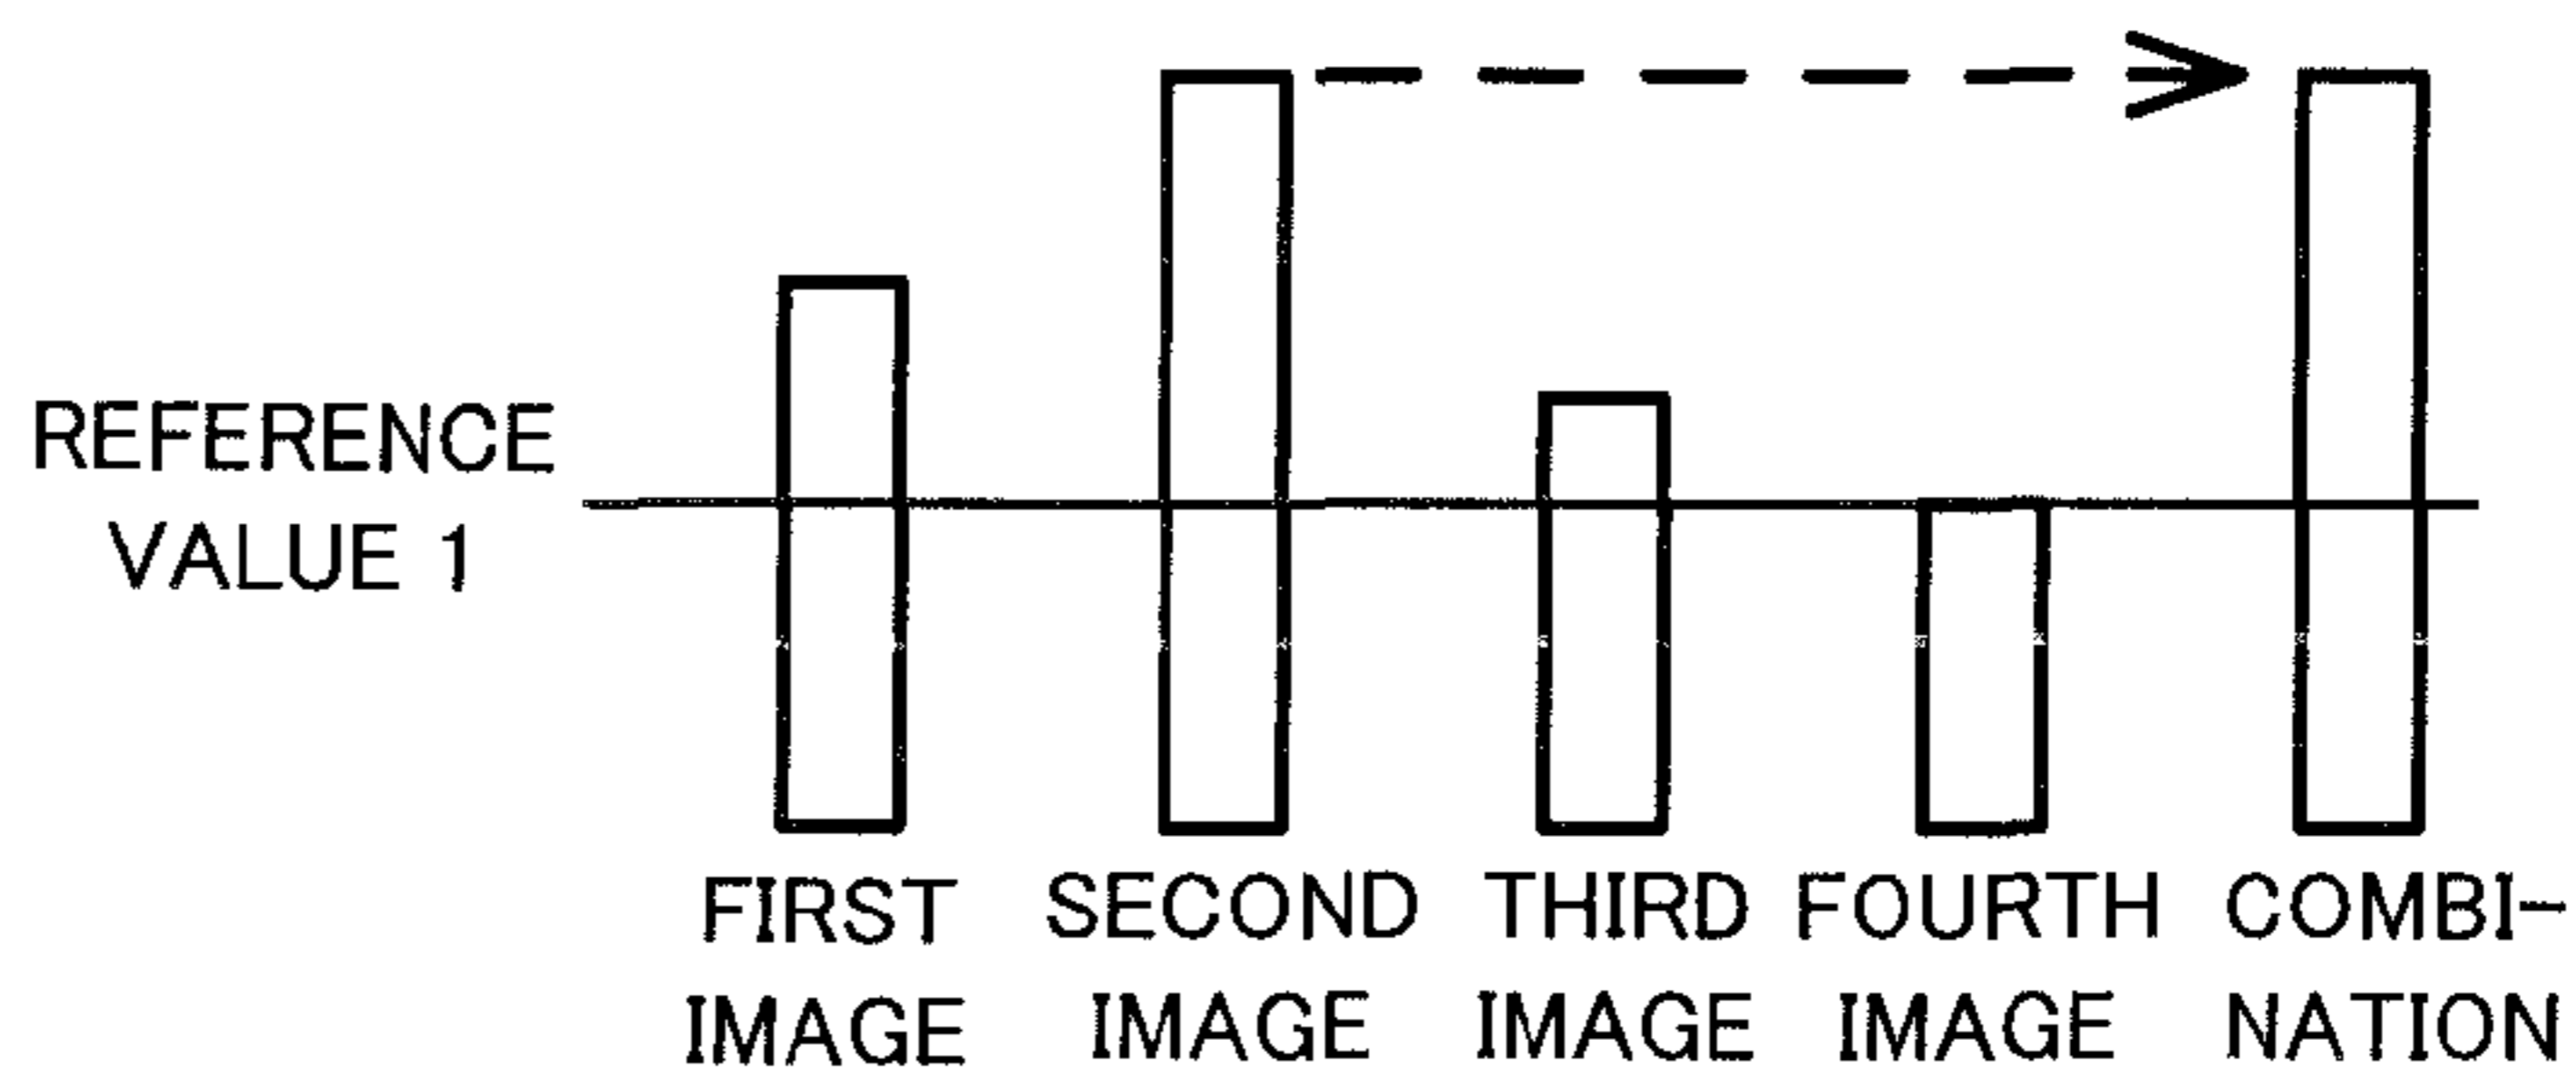 REFERENCE
VALUE 1
FIRST
IMAGE
SECOND
IMAGE
THIRD
IMAGE
FOURTH
IMAGE
COMBI-
NATION